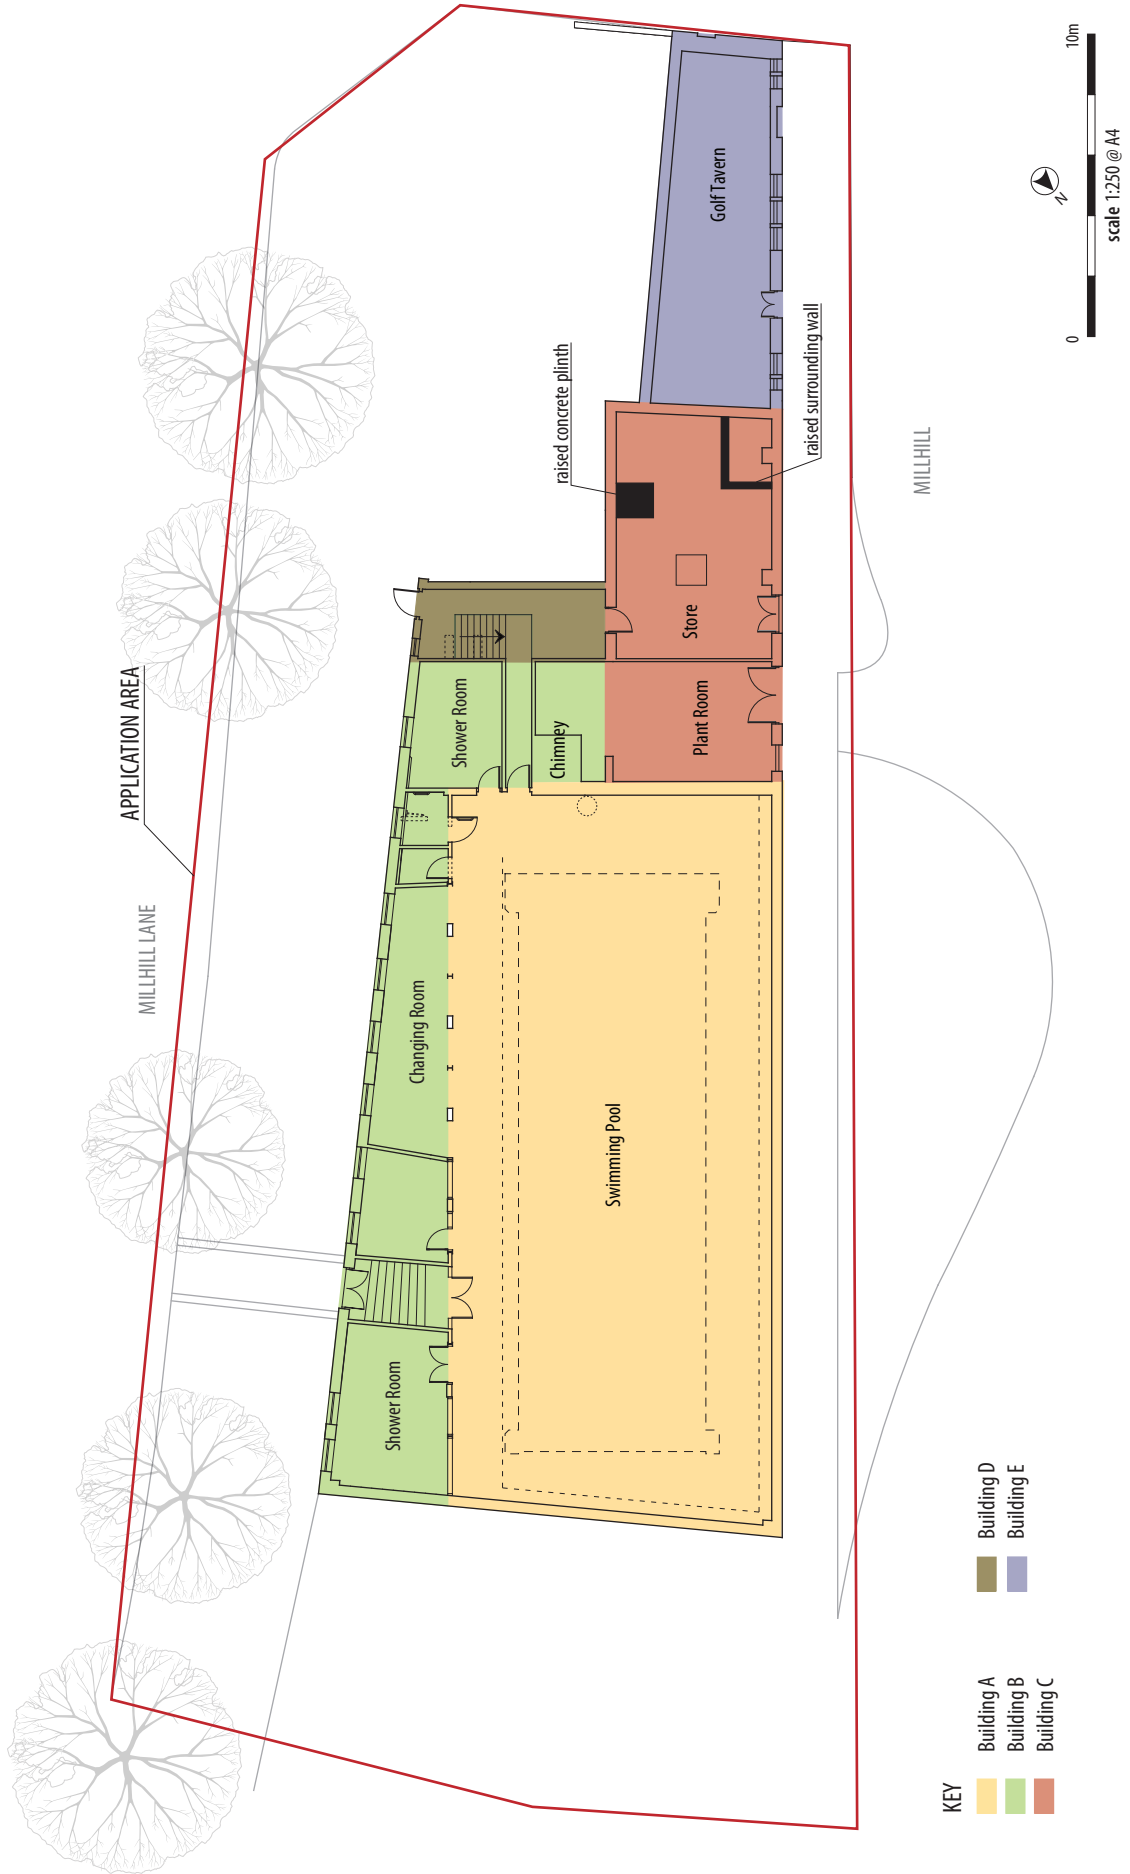 APPLICATION AREA
MILLHILL LANE
Shower Room
Changing Room
Shower Room
Chimney
Swimming Pool
Plant Room
Store
raised concrete plinth
raised surrounding wall
Golf Tavern
MILLHILL
KEY
Building A
Building B
Building C
Building D
Building E
N
0
10m
scale 1:250 @ A4